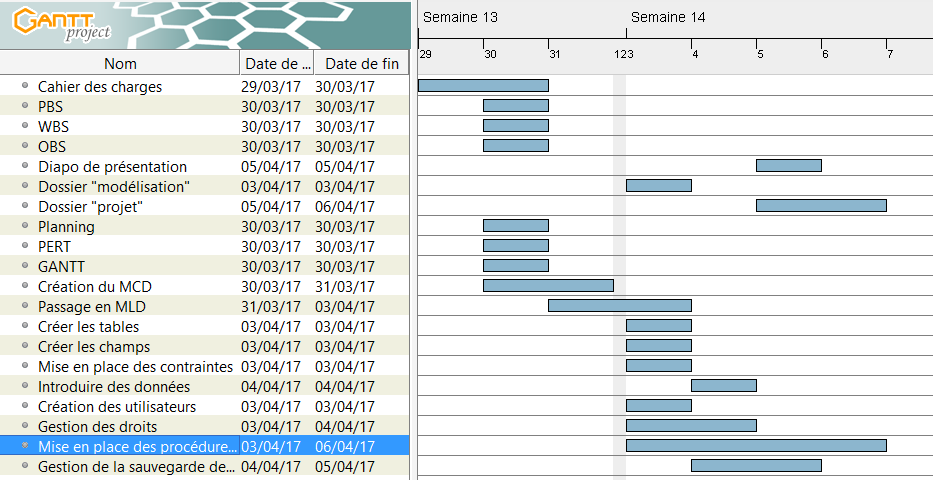 GANTT project
Semaine 13 Semaine 14
29 30 31 1 2 3 4 5 6 7
Nom Date de ... Date de fin
Cahier des charges 29/03/17 30/03/17
PBS 30/03/17 30/03/17
WBS 30/03/17 30/03/17
OBS 30/03/17 30/03/17
Diapo de présentation 05/04/17 05/04/17
Dossier "modélisation" 03/04/17 03/04/17
Dossier "projet" 05/04/17 06/04/17
Planning 30/03/17 30/03/17
PERT 30/03/17 30/03/17
GANTT 30/03/17 30/03/17
Création du MCD 30/03/17 31/03/17
Passage en MLD 31/03/17 03/04/17
Créer les tables 03/04/17 03/04/17
Créer les champs 03/04/17 03/04/17
Mise en place des contraintes 03/04/17 03/04/17
Introduire des données 04/04/17 04/04/17
Création des utilisateurs 03/04/17 03/04/17
Gestion des droits 03/04/17 04/04/17
Mise en place des procédure... 03/04/17 06/04/17
Gestion de la sauvegarde de... 04/04/17 05/04/17